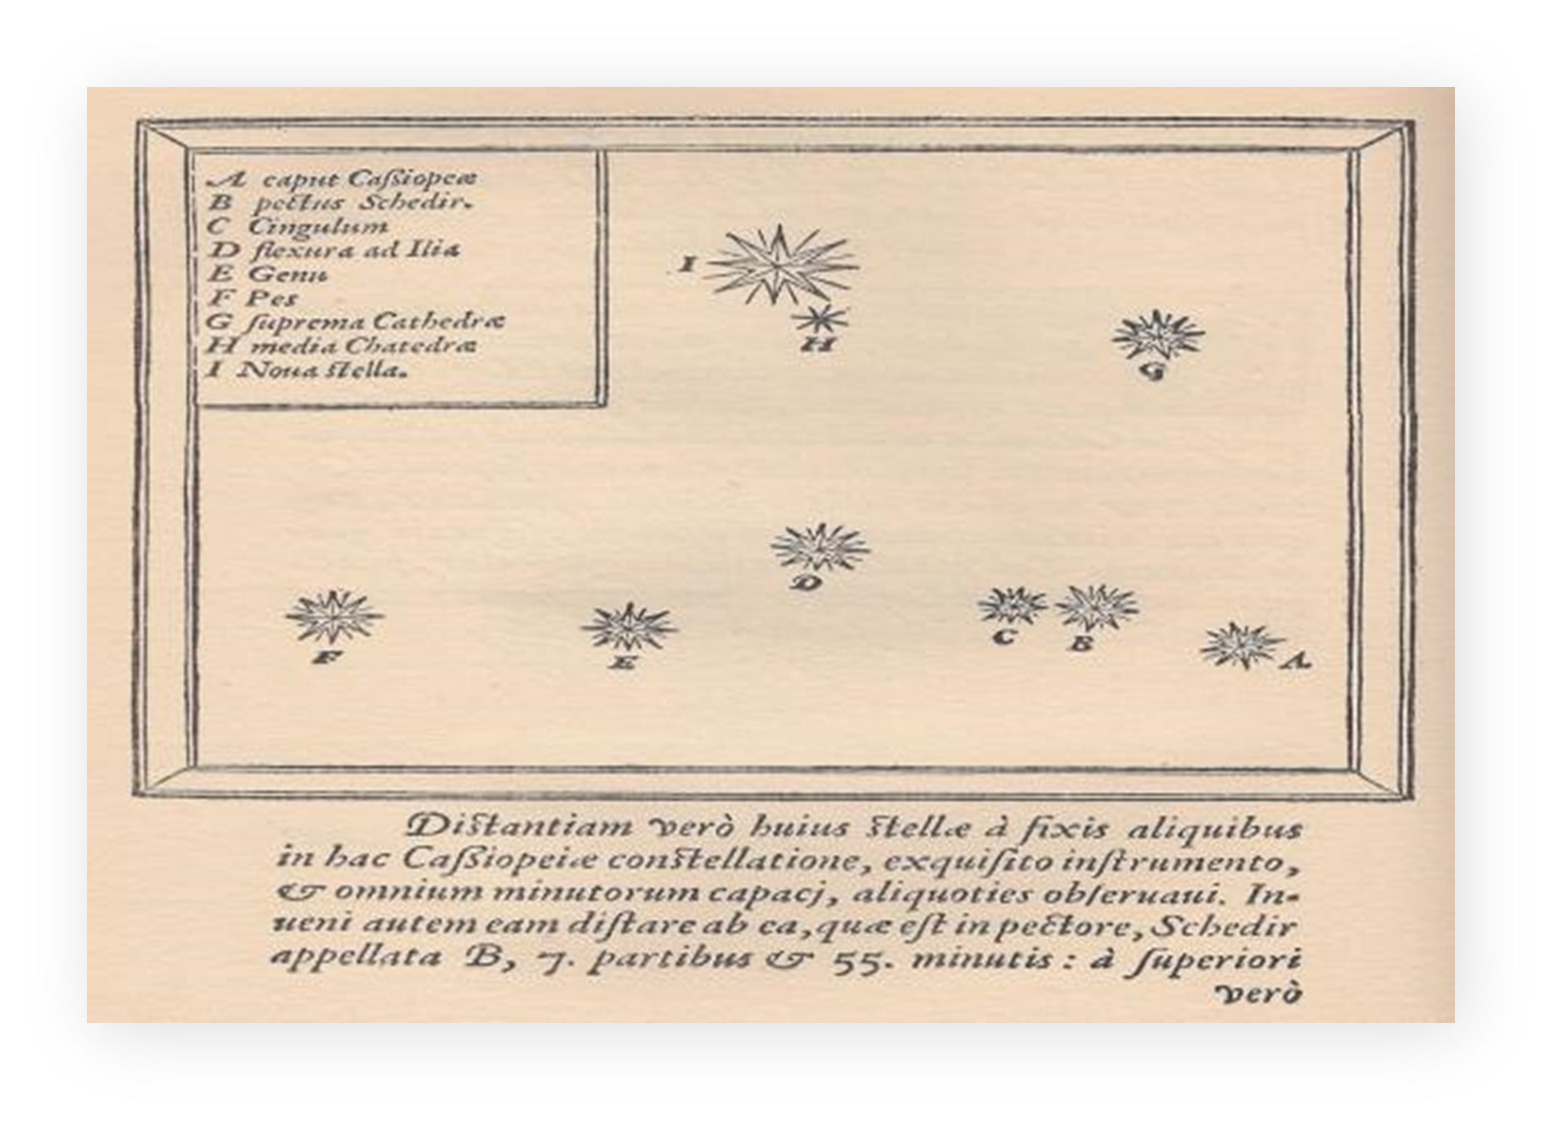 A caput Caſsiopeæ
B pectus Schedir.
C Cingulum
D flexura ad Ilia
E Genu
F Pes
G ſuprema Cathedræ
H media Chatedræ
I Noua ſtella.
I
H
G
D
F
E
C
B
A
Diſtantiam verò huius ſtellæ à fixis aliquibus
in hac Caſsiopeiæ conſtellatione, exquiſito inſtrumento,
& omnium minutorum capacj, aliquoties obſeruaui. In-
ueni autem eam diſtare ab ea, quæ eſt in pectore, Schedir
appellata B, 7. partibus & 55. minutis : à ſuperiori
verò